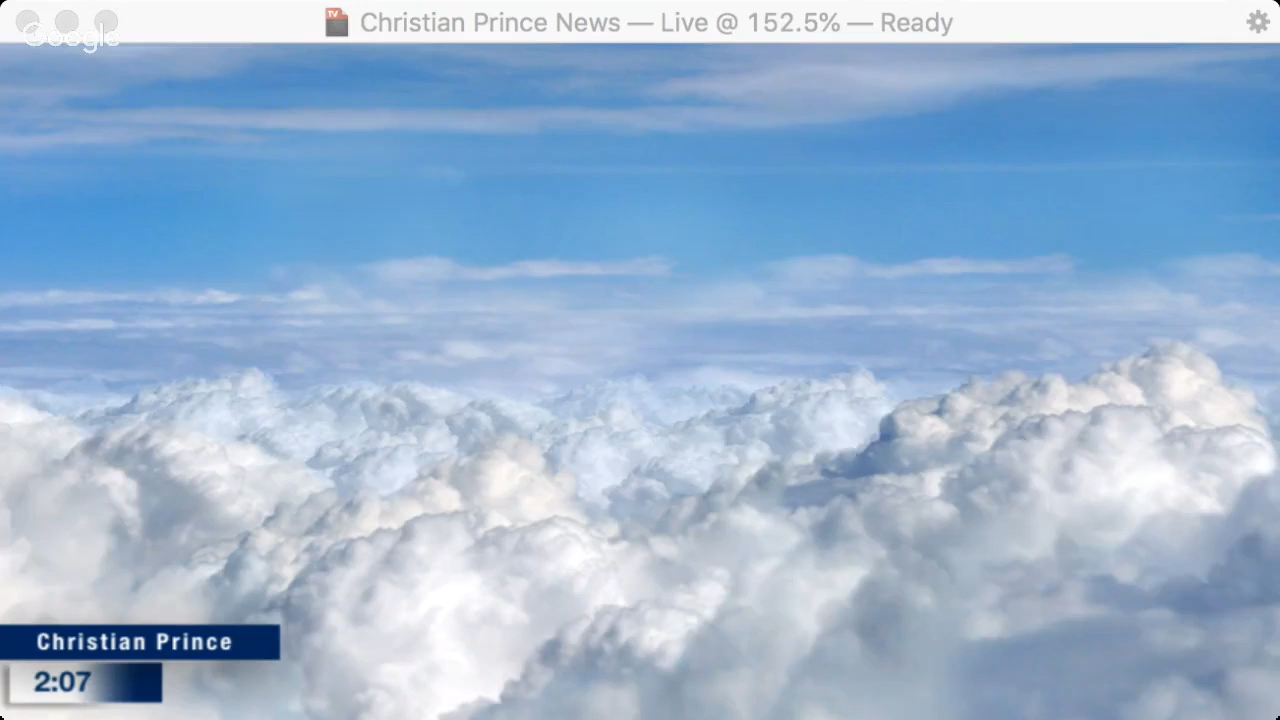 Christian Prince News — Live @ 152.5% — Ready
Google
Christian Prince
2:07